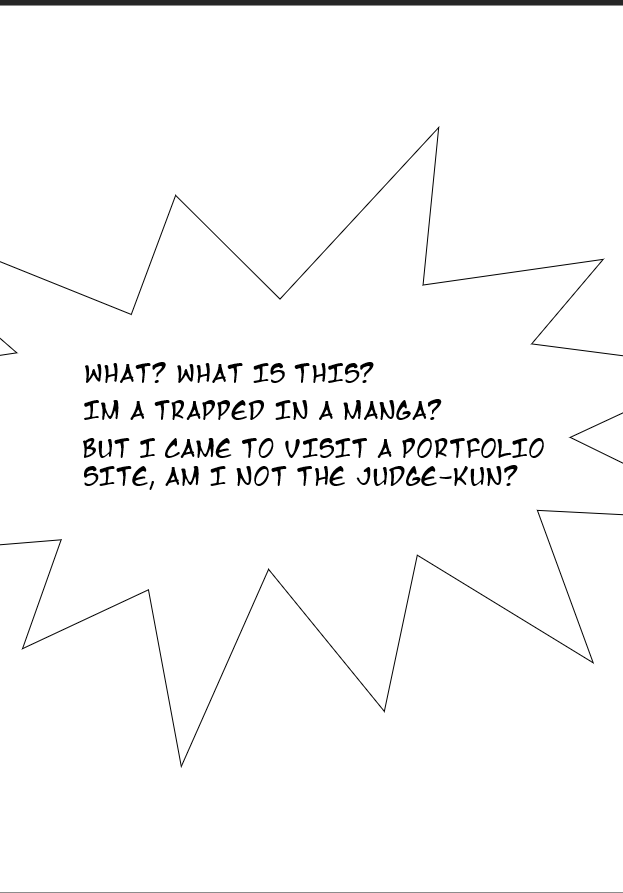 WHAT? WHAT IS THIS?
IM A TRAPPED IN A MANGA?
BUT I CAME TO VISIT A PORTFOLIO
SITE, AM I NOT THE JUDGE-KUN?